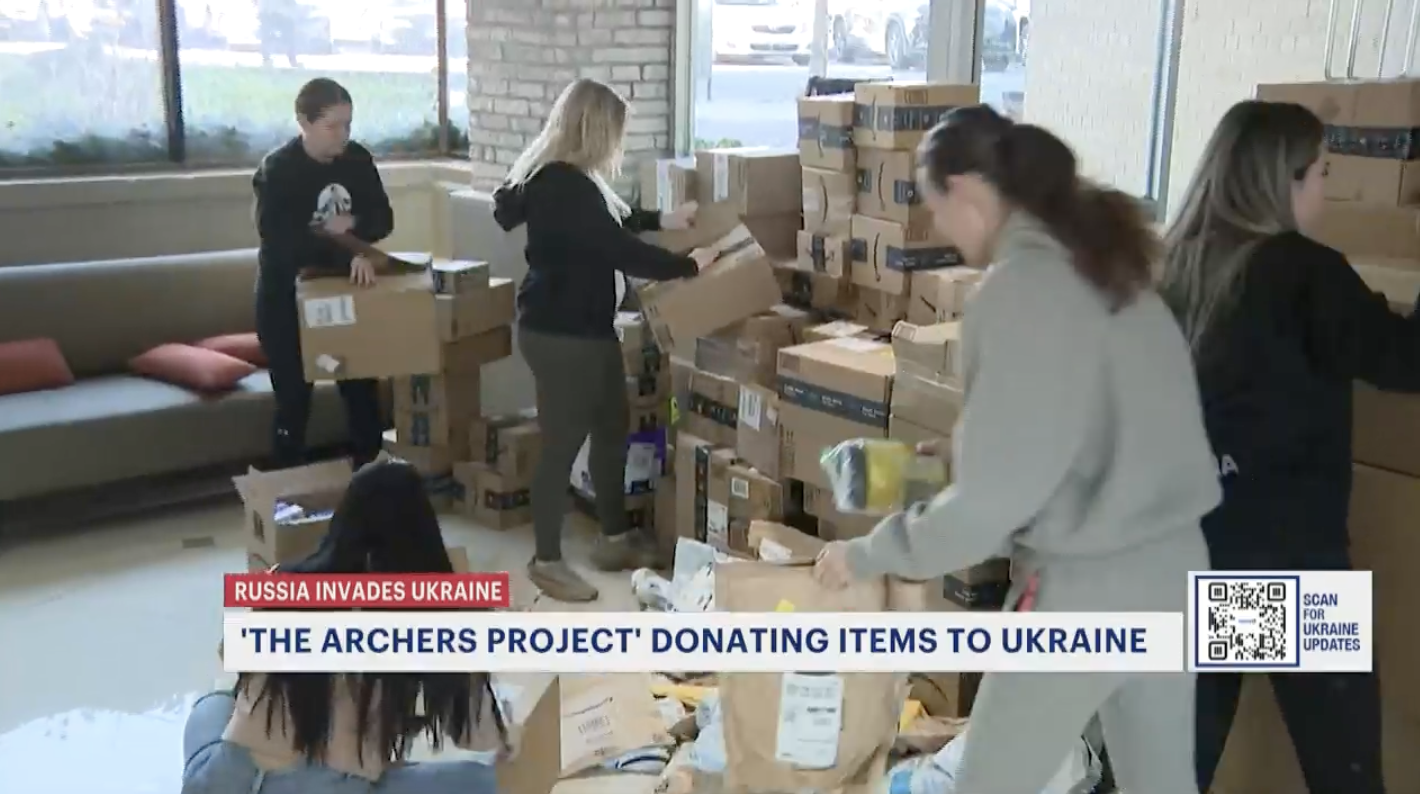 RUSSIA INVADES UKRAINE
'THE ARCHERS PROJECT' DONATING ITEMS TO UKRAINE
SCAN
FOR
UKRAINE
UPDATES